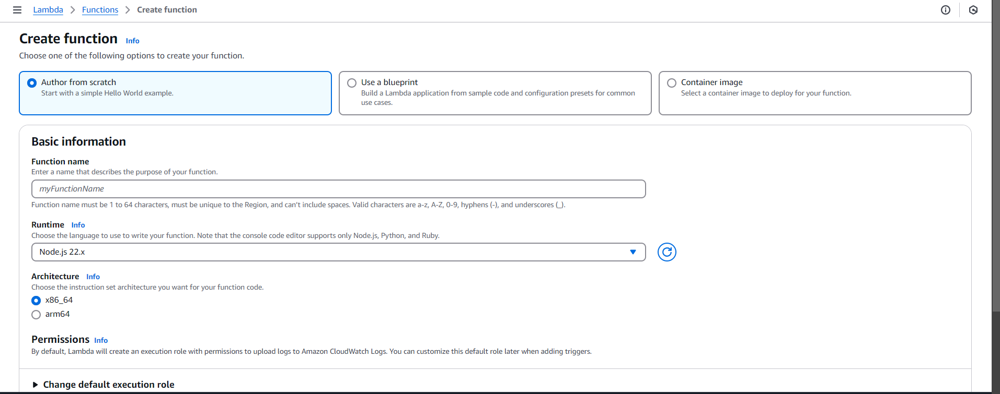 Lambda > Functions > Create function
Create function Info
Choose one of the following options to create your function.
Author from scratch
Start with a simple Hello World example.
Use a blueprint
Build a Lambda application from sample code and configuration presets for common
use cases.
Container image
Select a container image to deploy for your function.
Basic information
Function name
Enter a name that describes the purpose of your function.
myFunctionName
Function name must be 1 to 64 characters, must be unique to the Region, and can’t include spaces. Valid characters are a-z, A-Z, 0-9, hyphens (-), and underscores (_).
Runtime Info
Choose the language to use to write your function. Note that the console code editor supports only Node.js, Python, and Ruby.
Node.js 22.x
Architecture Info
Choose the instruction set architecture you want for your function code.
x86_64
arm64
Permissions Info
By default, Lambda will create an execution role with permissions to upload logs to Amazon CloudWatch Logs. You can customize this default role later when adding triggers.
Change default execution role